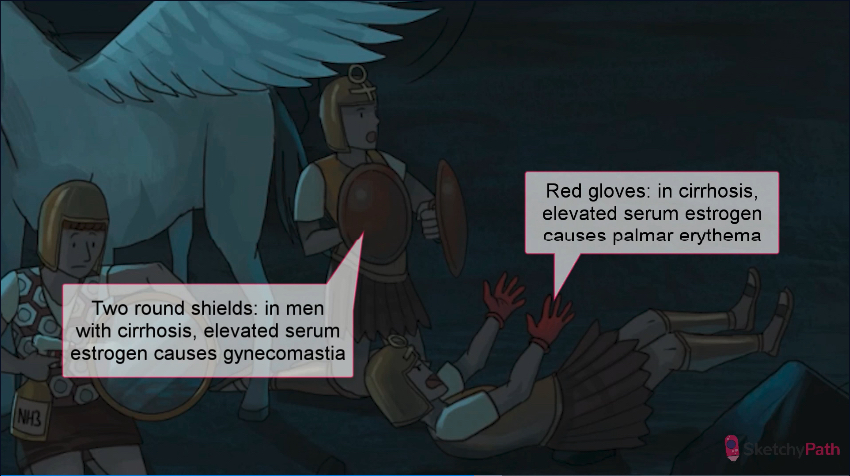 Red gloves: in cirrhosis,
elevated serum estrogen
causes palmar erythema
Two round shields: in men
with cirrhosis, elevated serum
estrogen causes gynecomastia
NH3
SketchyPath